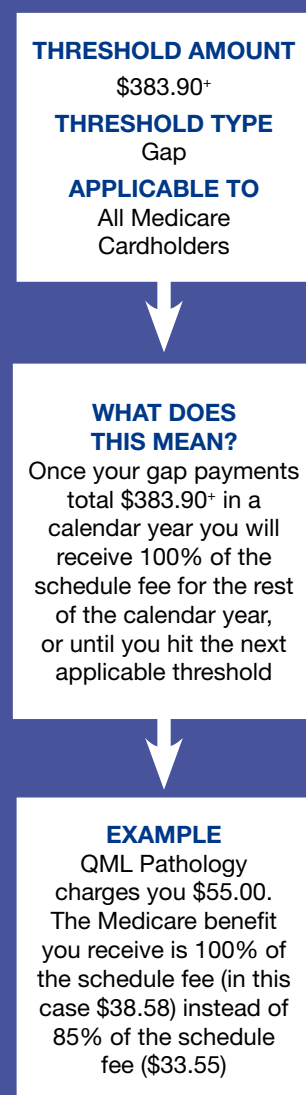 THRESHOLD AMOUNT
$383.90+
THRESHOLD TYPE
Gap
APPLICABLE TO
All Medicare
Cardholders
WHAT DOES
THIS MEAN?
Once your gap payments
total $383.90+ in a
calendar year you will
receive 100% of the
schedule fee for the rest
of the calendar year,
or until you hit the next
applicable threshold
EXAMPLE
QML Pathology
charges you $55.00.
The Medicare benefit
you receive is 100% of
the schedule fee (in this
case $38.58) instead of
85% of the schedule
fee ($33.55)